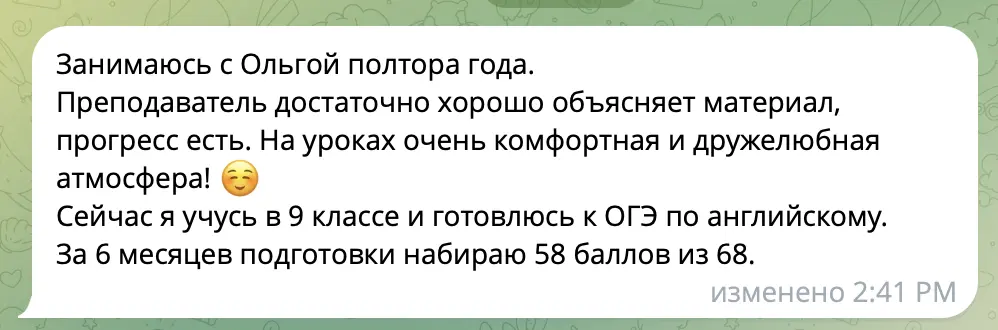 Занимаюсь с Ольгой полтора года.
Преподаватель достаточно хорошо объясняет материал,
прогресс есть. На уроках очень комфортная и дружелюбная
атмосфера! ☺️
Сейчас я учусь в 9 классе и готовлюсь к ОГЭ по английскому.
За 6 месяцев подготовки набираю 58 баллов из 68.
изменено 2:41 PM